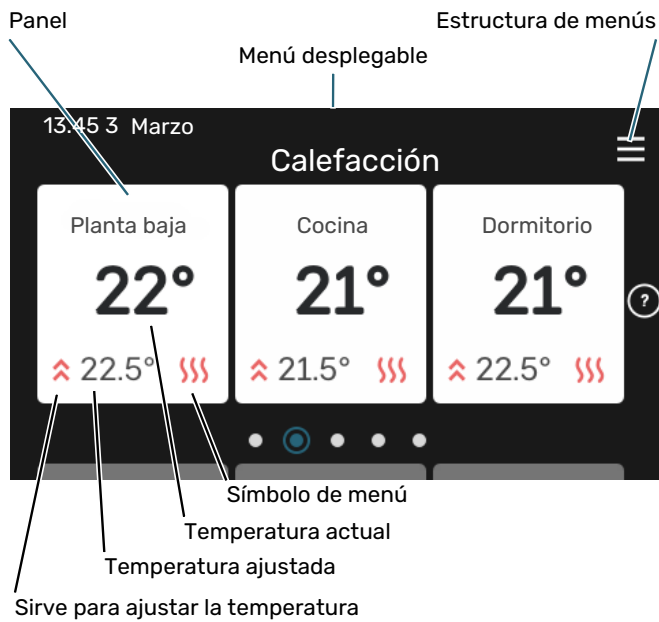 Panel
Estructura de menús
Menú desplegable
13.45 3 Marzo
Calefacción
Planta baja
Cocina
Dormitorio
22°
21°
21°
?
22.5°
21.5°
22.5°
Símbolo de menú
Temperatura actual
Temperatura ajustada
Sirve para ajustar la temperatura